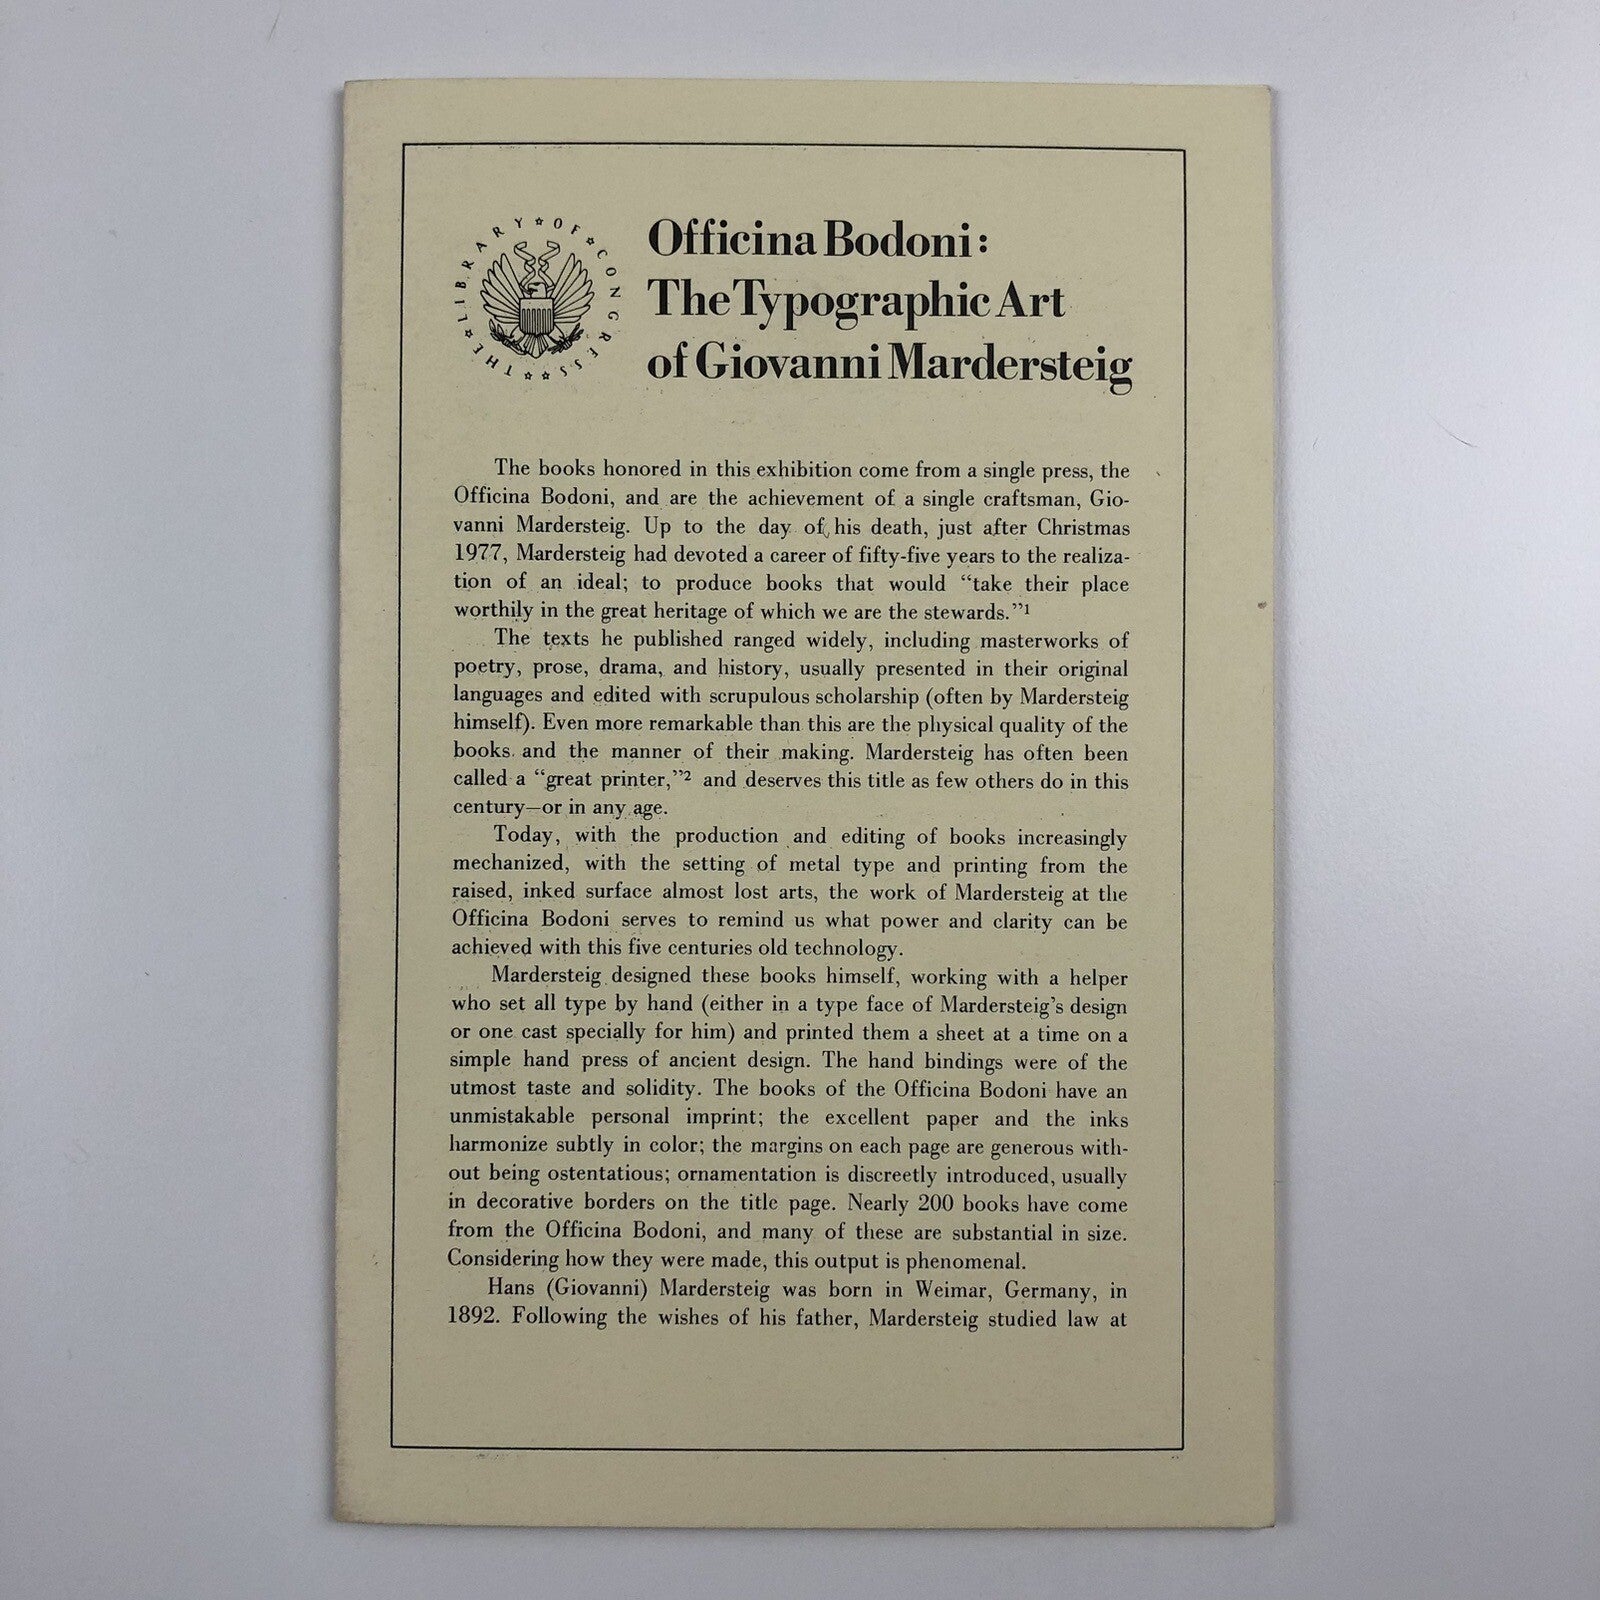 THE ★ LIBRARY ★ OF ★ CONGRESS ★ ★
Officina Bodoni:
The Typographic Art
of Giovanni Mardersteig
The books honored in this exhibition come from a single press, the
Officina Bodoni, and are the achievement of a single craftsman, Gio-
vanni Mardersteig. Up to the day of his death, just after Christmas
1977, Mardersteig had devoted a career of fifty-five years to the realiza-
tion of an ideal; to produce books that would “take their place
worthily in the great heritage of which we are the stewards.”1
The texts he published ranged widely, including masterworks of
poetry, prose, drama, and history, usually presented in their original
languages and edited with scrupulous scholarship (often by Mardersteig
himself). Even more remarkable than this are the physical quality of the
books and the manner of their making. Mardersteig has often been
called a “great printer,”2 and deserves this title as few others do in this
century—or in any age.
Today, with the production and editing of books increasingly
mechanized, with the setting of metal type and printing from the
raised, inked surface almost lost arts, the work of Mardersteig at the
Officina Bodoni serves to remind us what power and clarity can be
achieved with this five centuries old technology.
Mardersteig designed these books himself, working with a helper
who set all type by hand (either in a type face of Mardersteig’s design
or one cast specially for him) and printed them a sheet at a time on a
simple hand press of ancient design. The hand bindings were of the
utmost taste and solidity. The books of the Officina Bodoni have an
unmistakable personal imprint; the excellent paper and the inks
harmonize subtly in color; the margins on each page are generous with-
out being ostentatious; ornamentation is discreetly introduced, usually
in decorative borders on the title page. Nearly 200 books have come
from the Officina Bodoni, and many of these are substantial in size.
Considering how they were made, this output is phenomenal.
Hans (Giovanni) Mardersteig was born in Weimar, Germany, in
1892. Following the wishes of his father, Mardersteig studied law at